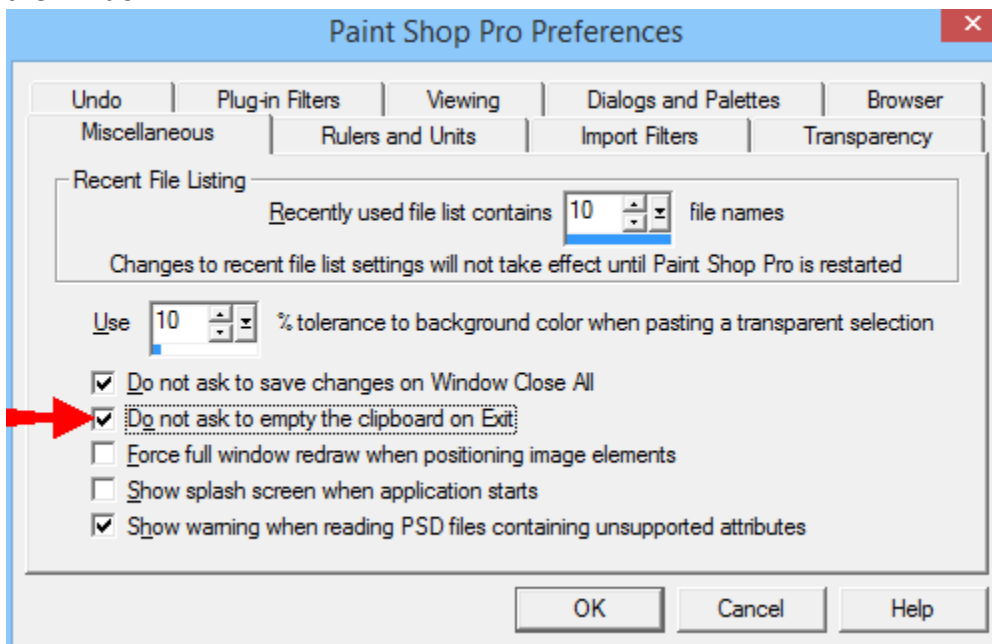 Paint Shop Pro Preferences
Undo Plug-in Filters Viewing Dialogs and Palettes Browser
Miscellaneous Rulers and Units Import Filters Transparency
Recent File Listing
Recently used file list contains 10 file names
Changes to recent file list settings will not take effect until Paint Shop Pro is restarted
Use 10 % tolerance to background color when pasting a transparent selection
Do not ask to save changes on Window Close All
Do not ask to empty the clipboard on Exit
Force full window redraw when positioning image elements
Show splash screen when application starts
Show warning when reading PSD files containing unsupported attributes
OK Cancel Help